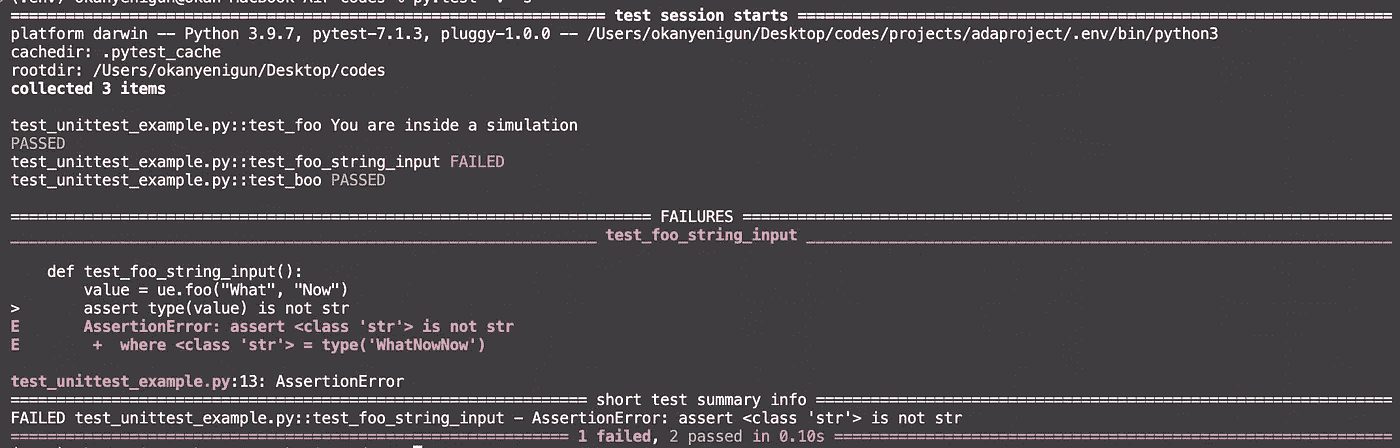 ============ test session starts ============
platform darwin -- Python 3.9.7, pytest-7.1.3, pluggy-1.0.0 -- /Users/okanyenigun/Desktop/codes/projects/adaproject/.env/bin/python3
cachedir: .pytest_cache
rootdir: /Users/okanyenigun/Desktop/codes
collected 3 items
test_unittest_example.py::test_foo You are inside a simulation
PASSED
test_unittest_example.py::test_foo_string_input FAILED
test_unittest_example.py::test_boo PASSED
============ FAILURES ============
____________ test_foo_string_input ____________
    def test_foo_string_input():
        value = ue.foo("What", "Now")
>       assert type(value) is not str
E       AssertionError: assert <class 'str'> is not str
E        +  where <class 'str'> = type('WhatNowNow')
test_unittest_example.py:13: AssertionError
============ short test summary info ============
FAILED test_unittest_example.py::test_foo_string_input - AssertionError: assert <class 'str'> is not str
============ 1 failed, 2 passed in 0.10s ============